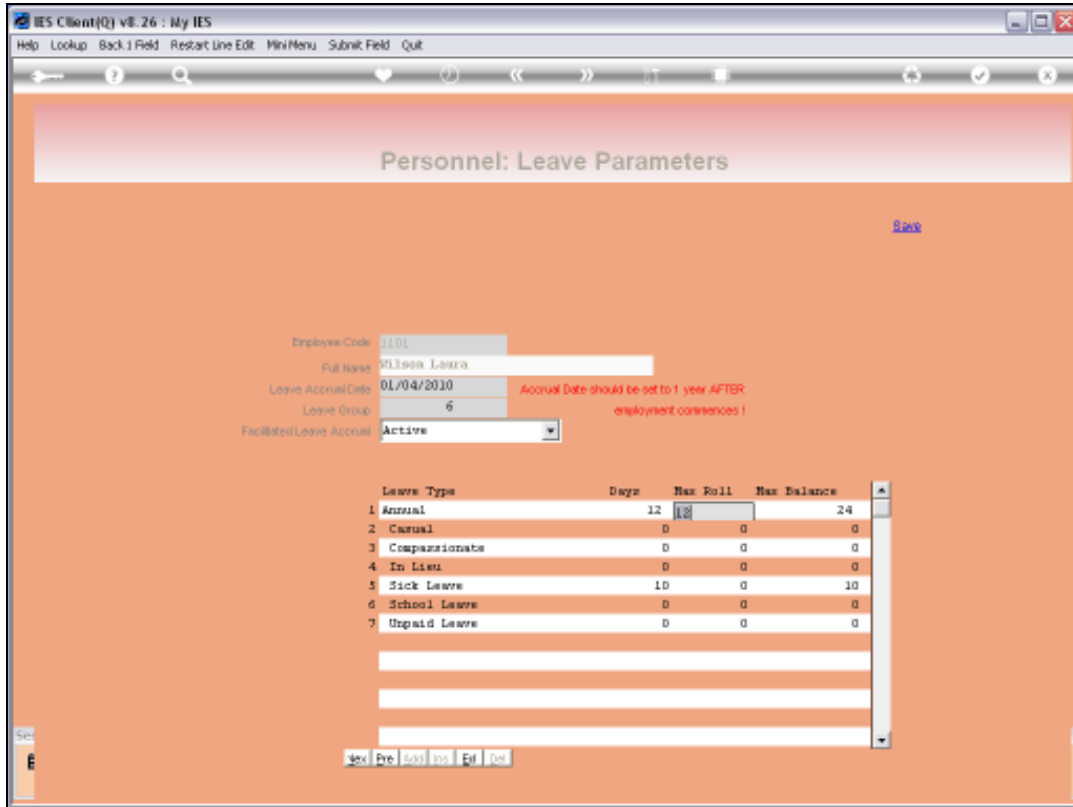 IES Client(Q) v8.26 : My IES
Help Lookup Back 1 Field Restart Line Edit MiniMenu Submit Field Quit
Personnel: Leave Parameters
Save
Employee Code 1101
Full Name Wilson Laura
Leave Accrual Date 01/04/2010 Accrual Date should be set to 1 year AFTER
Leave Group 6 employment commences !
Facilitated Leave Accrual Active
Leave Type Days Max Roll Max Balance
1 Annual 12 12 24
2 Casual 0 0 0
3 Compassionate 0 0 0
4 In Lieu 0 0 0
5 Sick Leave 10 0 10
6 School Leave 0 0 0
7 Unpaid Leave 0 0 0
Nex Pre Add Ins Del